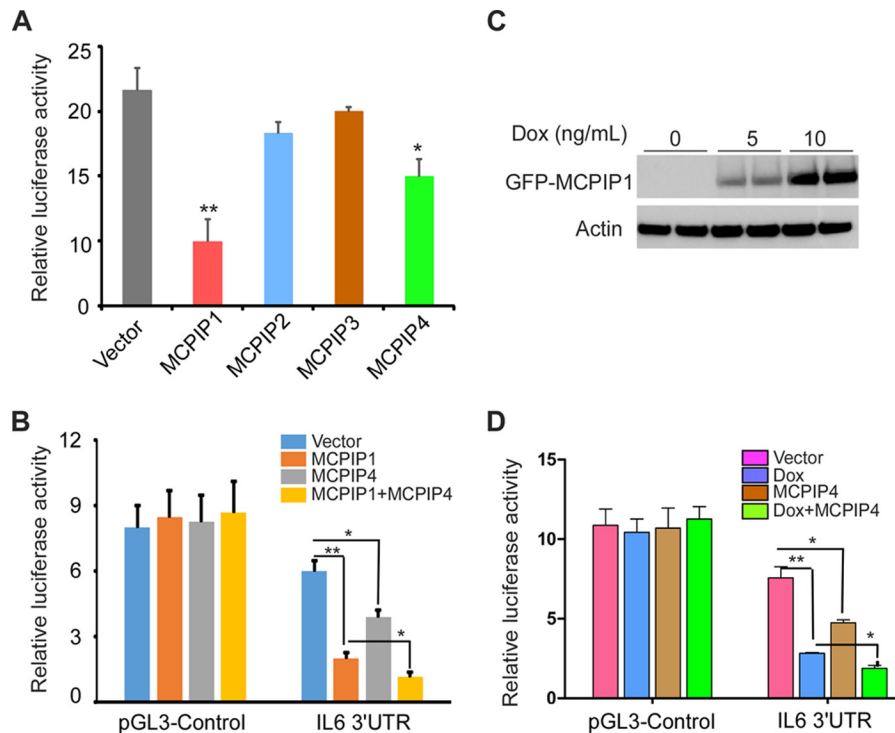 A
Relative luciferase activity
25
20
15
10
0
**
*
Vector
MCPIP1
MCPIP2
MCPIP3
MCPIP4
C
Dox (ng/mL)
0
5
10
GFP-MCPIP1
Actin
B
Relative luciferase activity
12
9
6
3
0
Vector
MCPIP1
MCPIP4
MCPIP1+MCPIP4
*
**
*
pGL3-Control
IL6 3'UTR
D
Relative luciferase activity
15
10
5
0
Vector
Dox
MCPIP4
Dox+MCPIP4
*
**
*
pGL3-Control
IL6 3'UTR